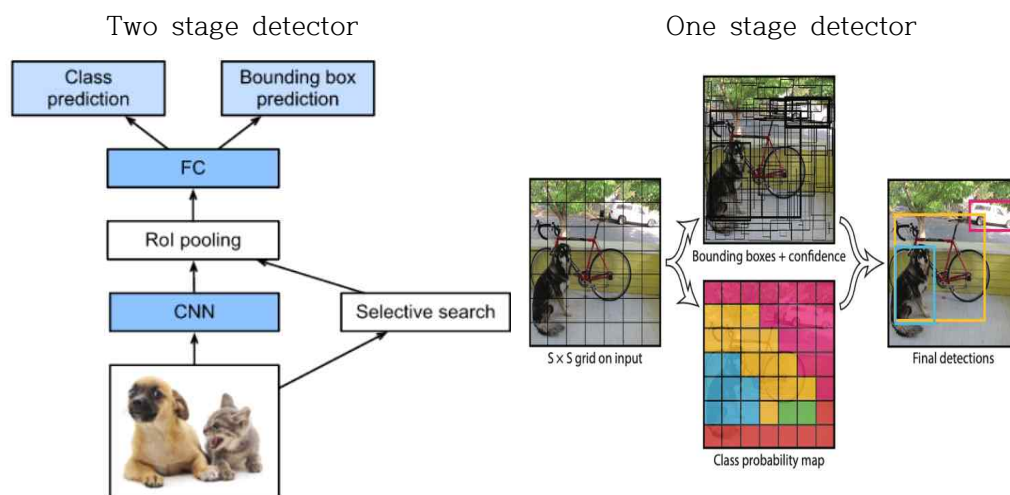 Two stage detector
One stage detector
Class
prediction
Bounding box
prediction
FC
RoI pooling
CNN
Selective search
S × S grid on input
Bounding boxes + confidence
Class probability map
Final detections